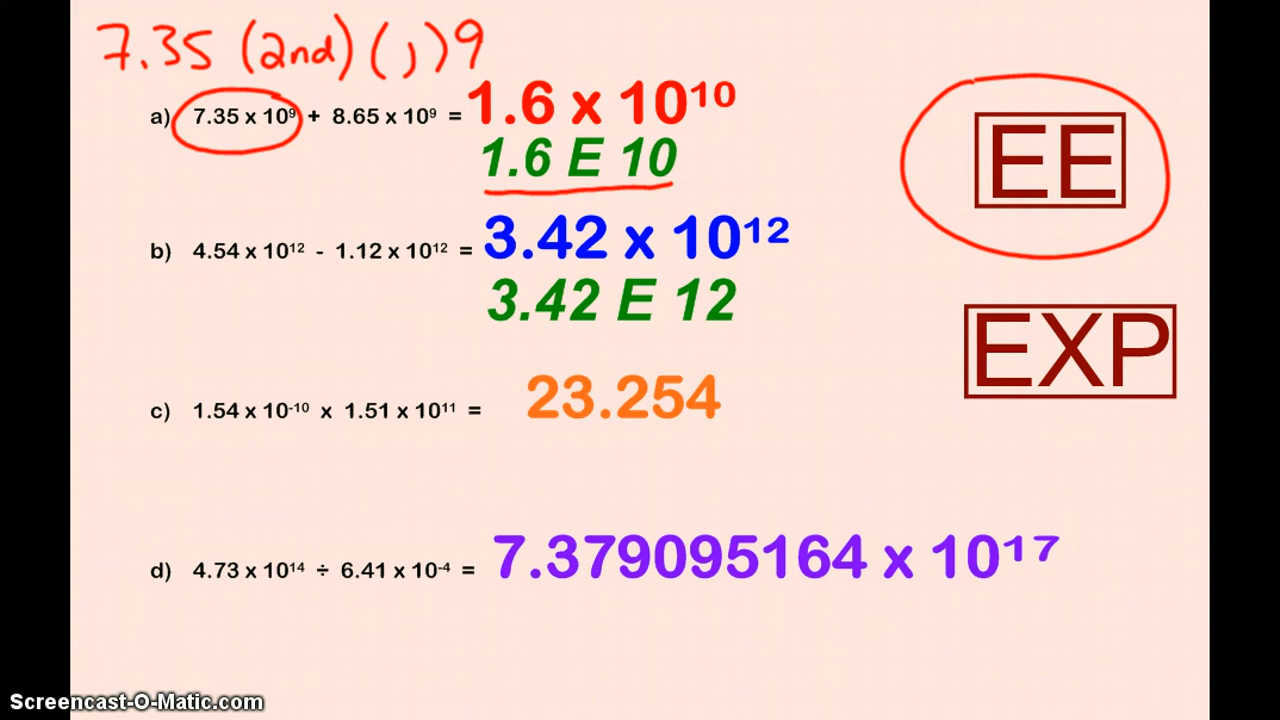 7.35 (2nd) (,) 9
a) 7.35 x 10⁹ + 8.65 x 10⁹ = 1.6 x 10¹⁰
1.6 E 10
EE
b) 4.54 x 10¹² - 1.12 x 10¹² = 3.42 x 10¹²
3.42 E 12
EXP
c) 1.54 x 10⁻¹⁰ x 1.51 x 10¹¹ = 23.254
d) 4.73 x 10¹⁴ ÷ 6.41 x 10⁻⁴ = 7.379095164 x 10¹⁷
Screencast-O-Matic.com